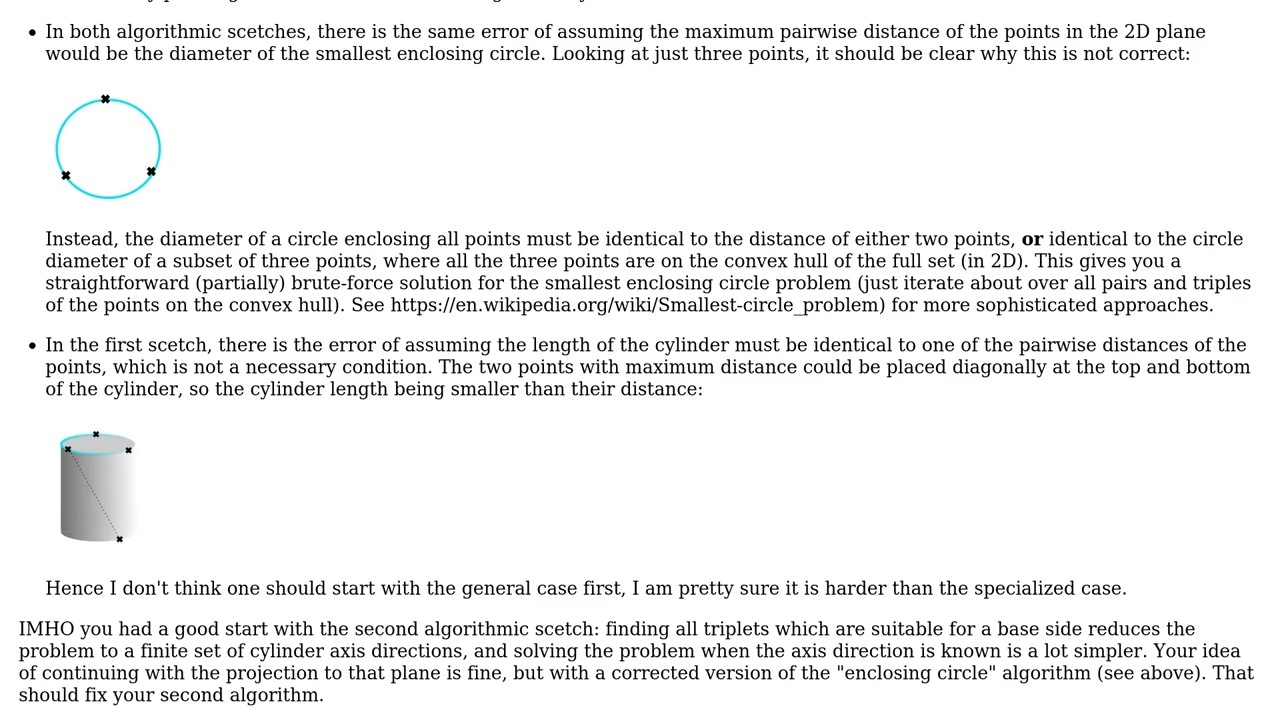 • In both algorithmic scetches, there is the same error of assuming the maximum pairwise distance of the points in the 2D plane
would be the diameter of the smallest enclosing circle. Looking at just three points, it should be clear why this is not correct:
Instead, the diameter of a circle enclosing all points must be identical to the distance of either two points, or identical to the circle
diameter of a subset of three points, where all the three points are on the convex hull of the full set (in 2D). This gives you a
straightforward (partially) brute-force solution for the smallest enclosing circle problem (just iterate about over all pairs and triples
of the points on the convex hull). See https://en.wikipedia.org/wiki/Smallest-circle_problem) for more sophisticated approaches.
• In the first scetch, there is the error of assuming the length of the cylinder must be identical to one of the pairwise distances of the
points, which is not a necessary condition. The two points with maximum distance could be placed diagonally at the top and bottom
of the cylinder, so the cylinder length being smaller than their distance:
Hence I don't think one should start with the general case first, I am pretty sure it is harder than the specialized case.
IMHO you had a good start with the second algorithmic scetch: finding all triplets which are suitable for a base side reduces the
problem to a finite set of cylinder axis directions, and solving the problem when the axis direction is known is a lot simpler. Your idea
of continuing with the projection to that plane is fine, but with a corrected version of the "enclosing circle" algorithm (see above). That
should fix your second algorithm.